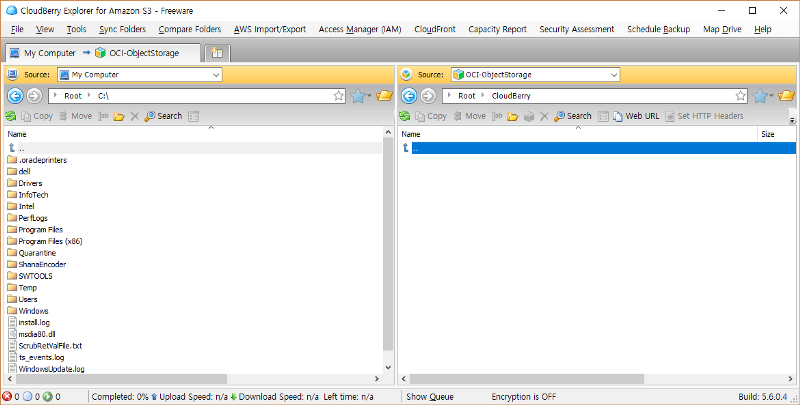 CloudBerry Explorer for Amazon S3 - Freeware
File View Tools Sync Folders Compare Folders AWS Import/Export Access Manager (IAM) CloudFront Capacity Report Security Assessment Schedule Backup Map Drive Help
My Computer → OCI-ObjectStorage
Source: My Computer
Root C:\
Copy Move Search
Name
..
.oracleprinters
dell
Drivers
InfoTech
Intel
PerfLogs
Program Files
Program Files (x86)
Quarantine
ShanaEncoder
SWTOOLS
Temp
Users
Windows
install.log
msdia80.dll
ScrubRetValFile.txt
ts_events.log
WindowsUpdate.log
Source: OCI-ObjectStorage
Root CloudBerry
Copy Move Search Web URL Set HTTP Headers
Name Size
..
0 0 0 Completed: 0% Upload Speed: n/a Download Speed: n/a Left time: n/a Show Queue Encryption is OFF Build: 5.6.0.4